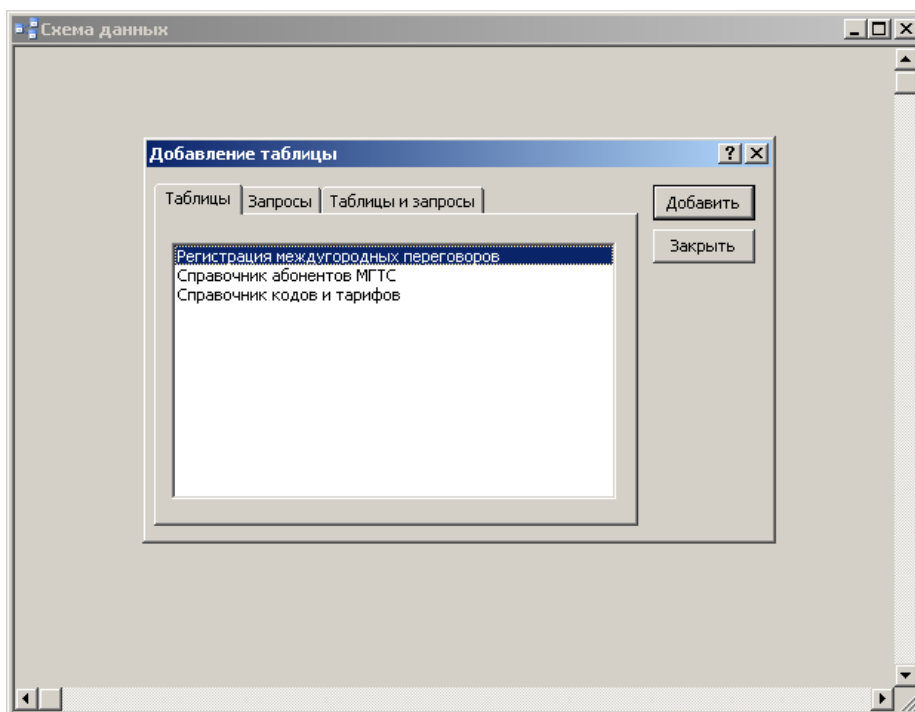 Схема данных
Добавление таблицы
Таблицы Запросы Таблицы и запросы
Добавить
Закрыть
Регистрация междугородных переговоров
Справочник абонентов МГТС
Справочник кодов и тарифов